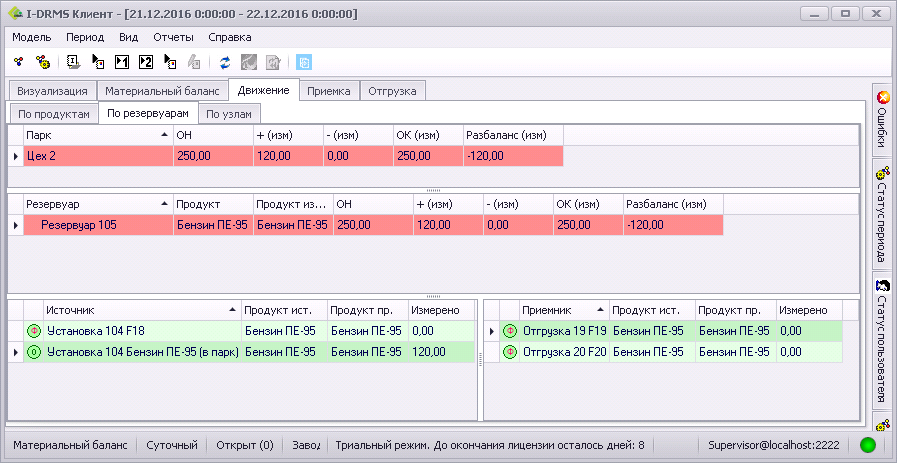 I-DRMS Клиент - [21.12.2016 0:00:00 - 22.12.2016 0:00:00]
Модель Период Вид Отчеты Справка
Визуализация Материальный баланс Движение Приемка Отгрузка
По продуктам По резервуарам По узлам
Парк ОН + (изм) - (изм) ОК (изм) Разбаланс (изм)
Цех 2 250,00 120,00 0,00 250,00 -120,00
Резервуар Продукт Продукт из... ОН + (изм) - (изм) ОК (изм) Разбаланс (изм)
Резервуар 105 Бензин ПЕ-95 Бензин ПЕ-95 250,00 120,00 0,00 250,00 -120,00
Источник Продукт ист. Продукт пр. Измерено
Ф Установка 104 F18 Бензин ПЕ-95 Бензин ПЕ-95 0,00
О Установка 104 Бензин ПЕ-95 (в парк) Бензин ПЕ-95 Бензин ПЕ-95 120,00
Приемник Продукт ист. Продукт пр. Измерено
Ф Отгрузка 19 F19 Бензин ПЕ-95 Бензин ПЕ-95 0,00
Ф Отгрузка 20 F20 Бензин ПЕ-95 Бензин ПЕ-95 0,00
Ошибки
Статус периода
Статус пользователя
Материальный баланс Суточный Открыт (0) Завод Триальный режим. До окончания лицензии осталось дней: 8 Supervisor@localhost:2222